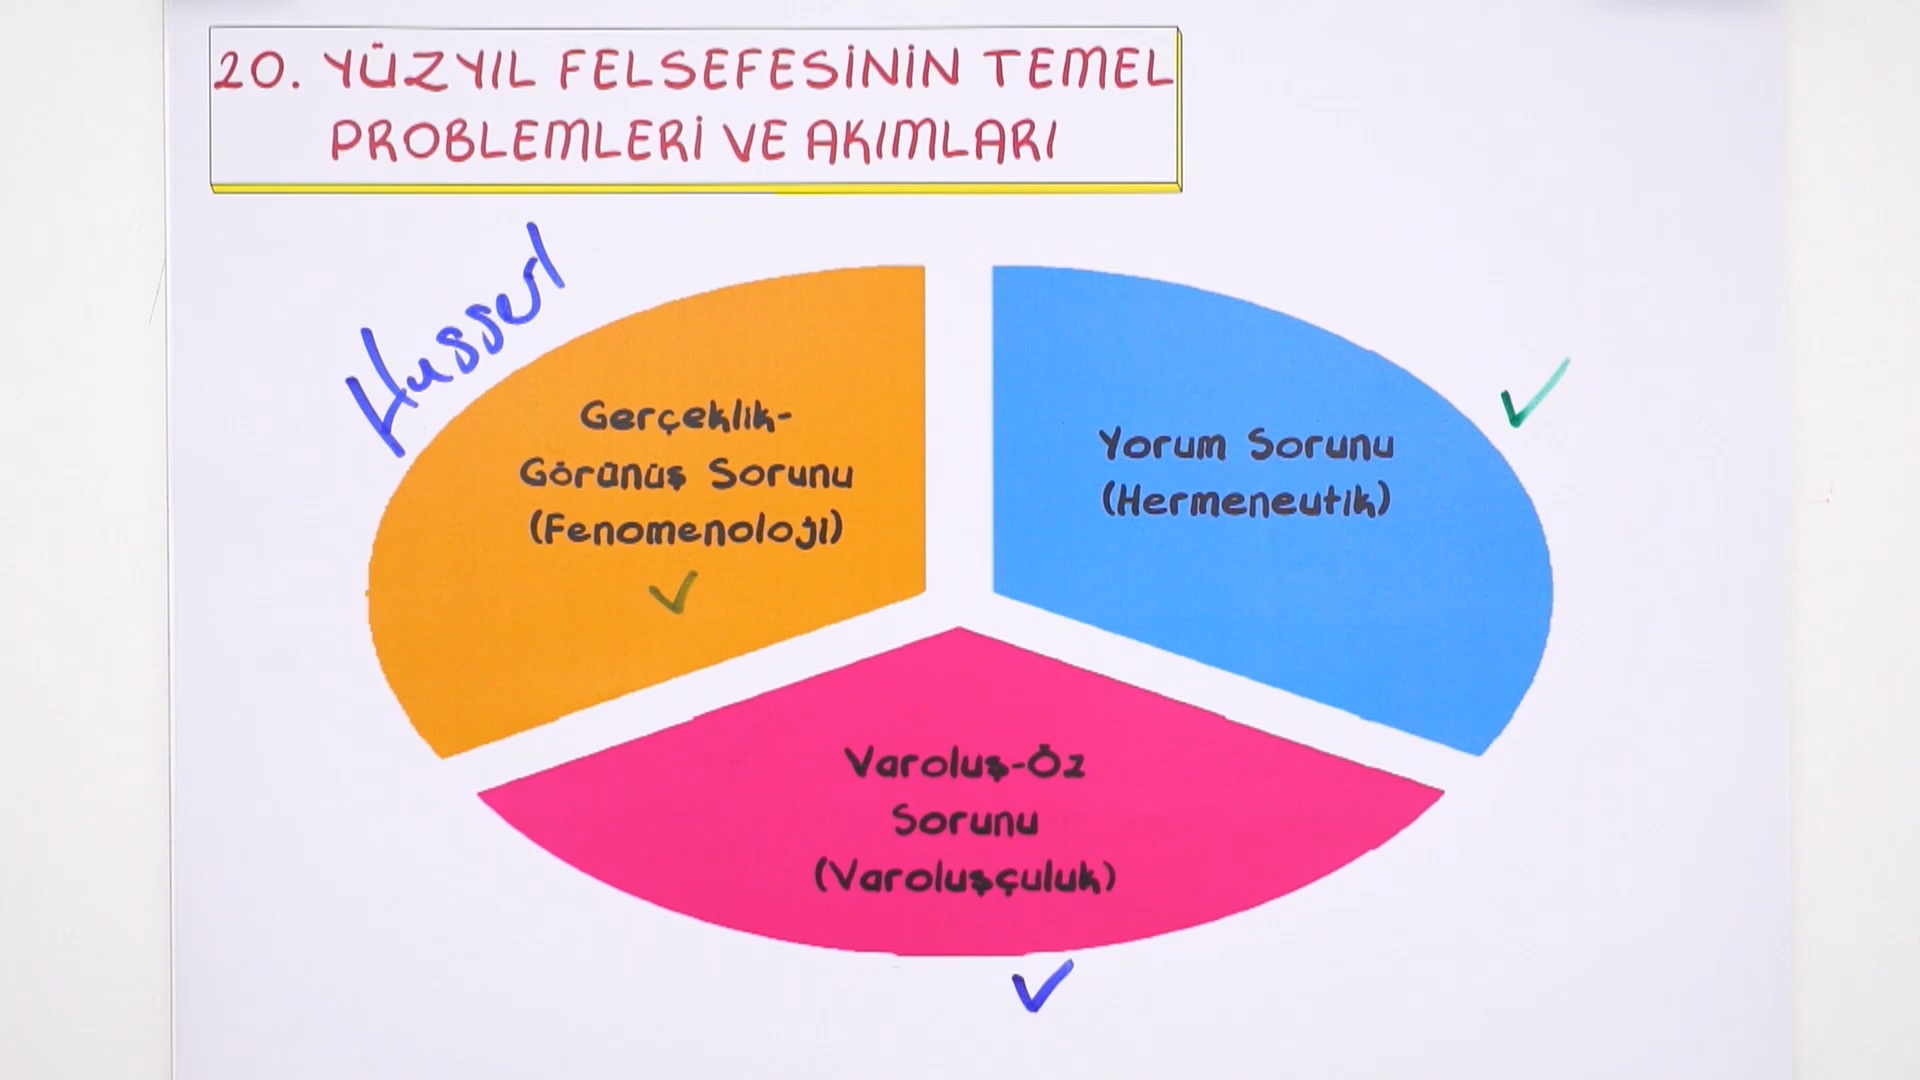 20. YÜZYIL FELSEFESİNİN TEMEL
PROBLEMLERİ VE AKIMLARI
Husserl
Gerçeklik-
Görünüş Sorunu
(Fenomenoloji)
Yorum Sorunu
(Hermeneutik)
Varoluş-Öz
Sorunu
(Varoluşçuluk)